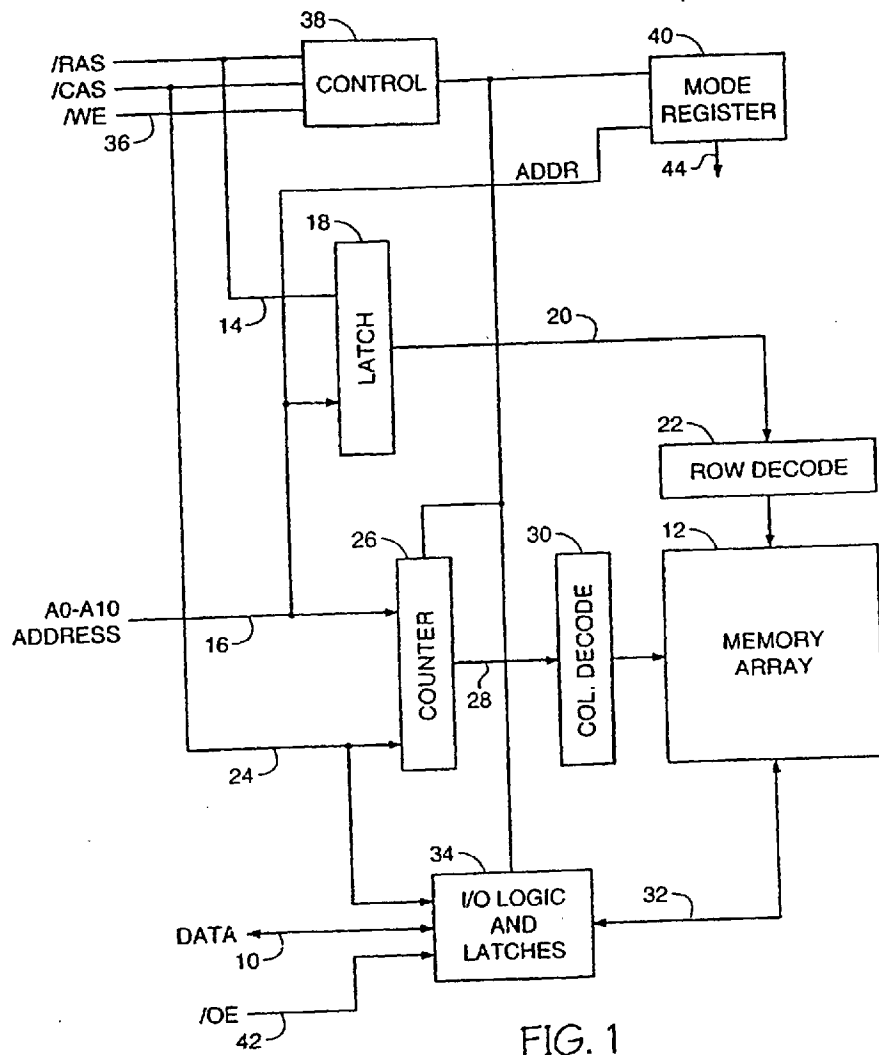 38
40
/RAS
/CAS
/WE
36
CONTROL
MODE
REGISTER
44
ADDR
18
14
LATCH
20
22
ROW DECODE
12
26
30
A0-A10
ADDRESS
16
COUNTER
28
COL. DECODE
MEMORY
ARRAY
24
34
I/O LOGIC
AND
LATCHES
32
DATA
10
/OE
42
FIG. 1